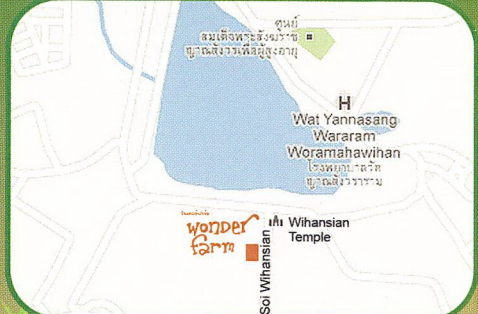 ศูนย์
สมเด็จพระสังฆราช
ญาณสังวรเพื่อผู้สูงอายุ
H
Wat Yannasang
Wararam
Woramahawihan
โรงพยาบาลวัด
ญาณสังวราราม
wonder
farm
Wihansian
Temple
Soi Wihansian